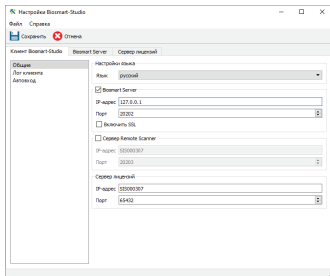 Настройки Biosmart-Studio
Файл Справка
Сохранить Отмена
Клиент Biosmart-Studio Biosmart Server Сервер лицензий
Общие
Лог клиента
Автовход
Настройки языка
Язык русский
Biosmart Server
IP-адрес 127.0.0.1
Порт 20202
Включить SSL
Сервер Remote Scanner
IP-адрес SIS000307
Порт 20203
Сервер лицензий
IP-адрес SIS000307
Порт 65432